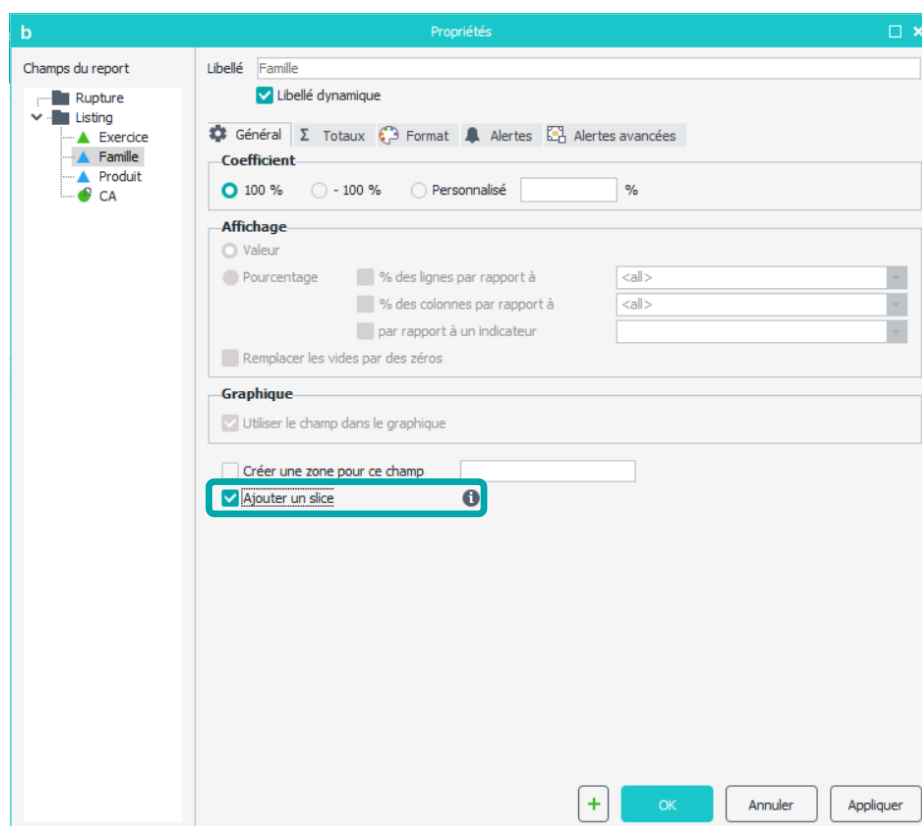 b
Propriétés
Champs du report
Rupture
Listing
Exercice
Famille
Produit
CA
Libellé Famille
Libellé dynamique
Général Σ Totaux Format Alertes Alertes avancées
Coefficient
100 % - 100 % Personnalisé %
Affichage
Valeur
Pourcentage % des lignes par rapport à <all>
% des colonnes par rapport à <all>
par rapport à un indicateur
Remplacer les vides par des zéros
Graphique
Utiliser le champ dans le graphique
Créer une zone pour ce champ
Ajouter un slice
OK Annuler Appliquer